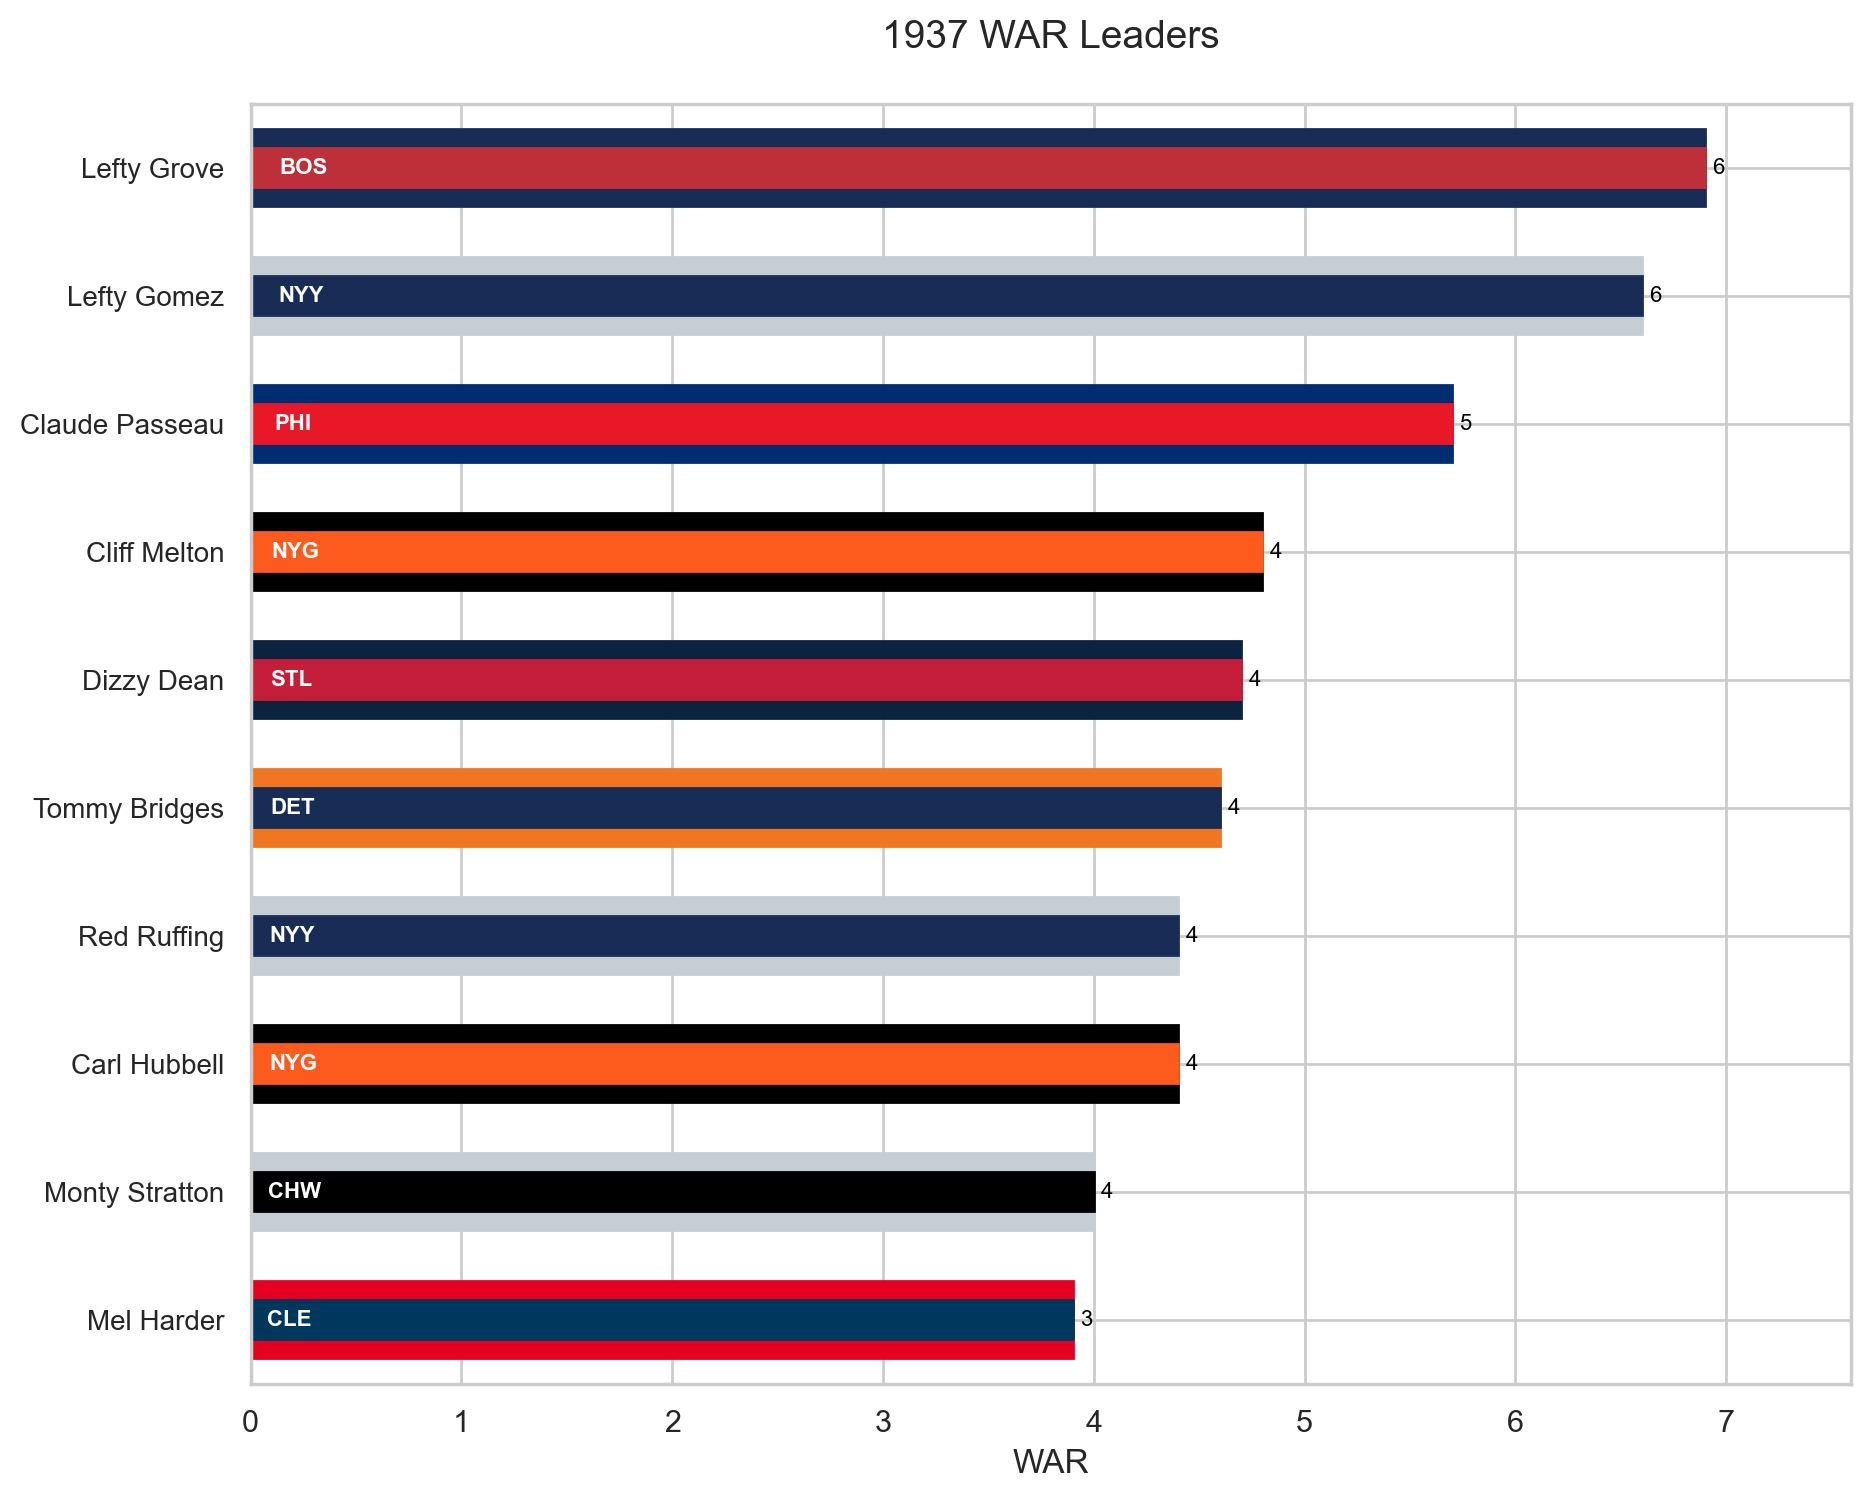 1937 WAR Leaders
Lefty Grove BOS 6
Lefty Gomez NYY 6
Claude Passeau PHI 5
Cliff Melton NYG 4
Dizzy Dean STL 4
Tommy Bridges DET 4
Red Ruffing NYY 4
Carl Hubbell NYG 4
Monty Stratton CHW 4
Mel Harder CLE 3
0 1 2 3 4 5 6 7
WAR